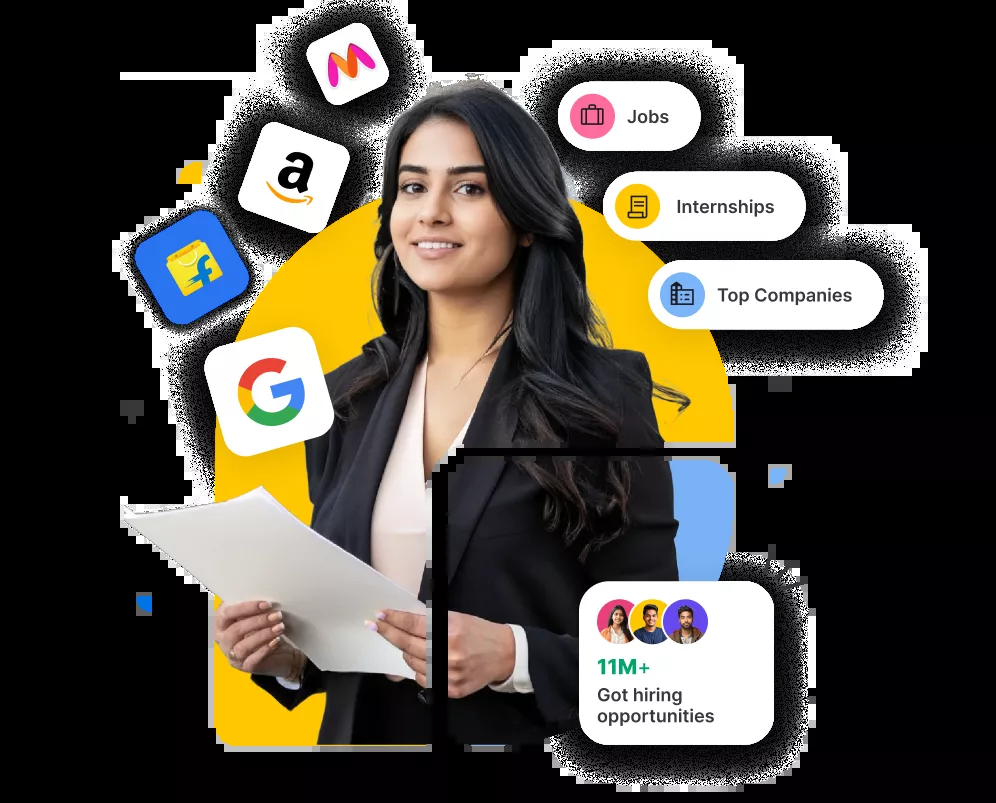 a
f
G
Jobs
Internships
Top Companies
11M+
Got hiring
opportunities